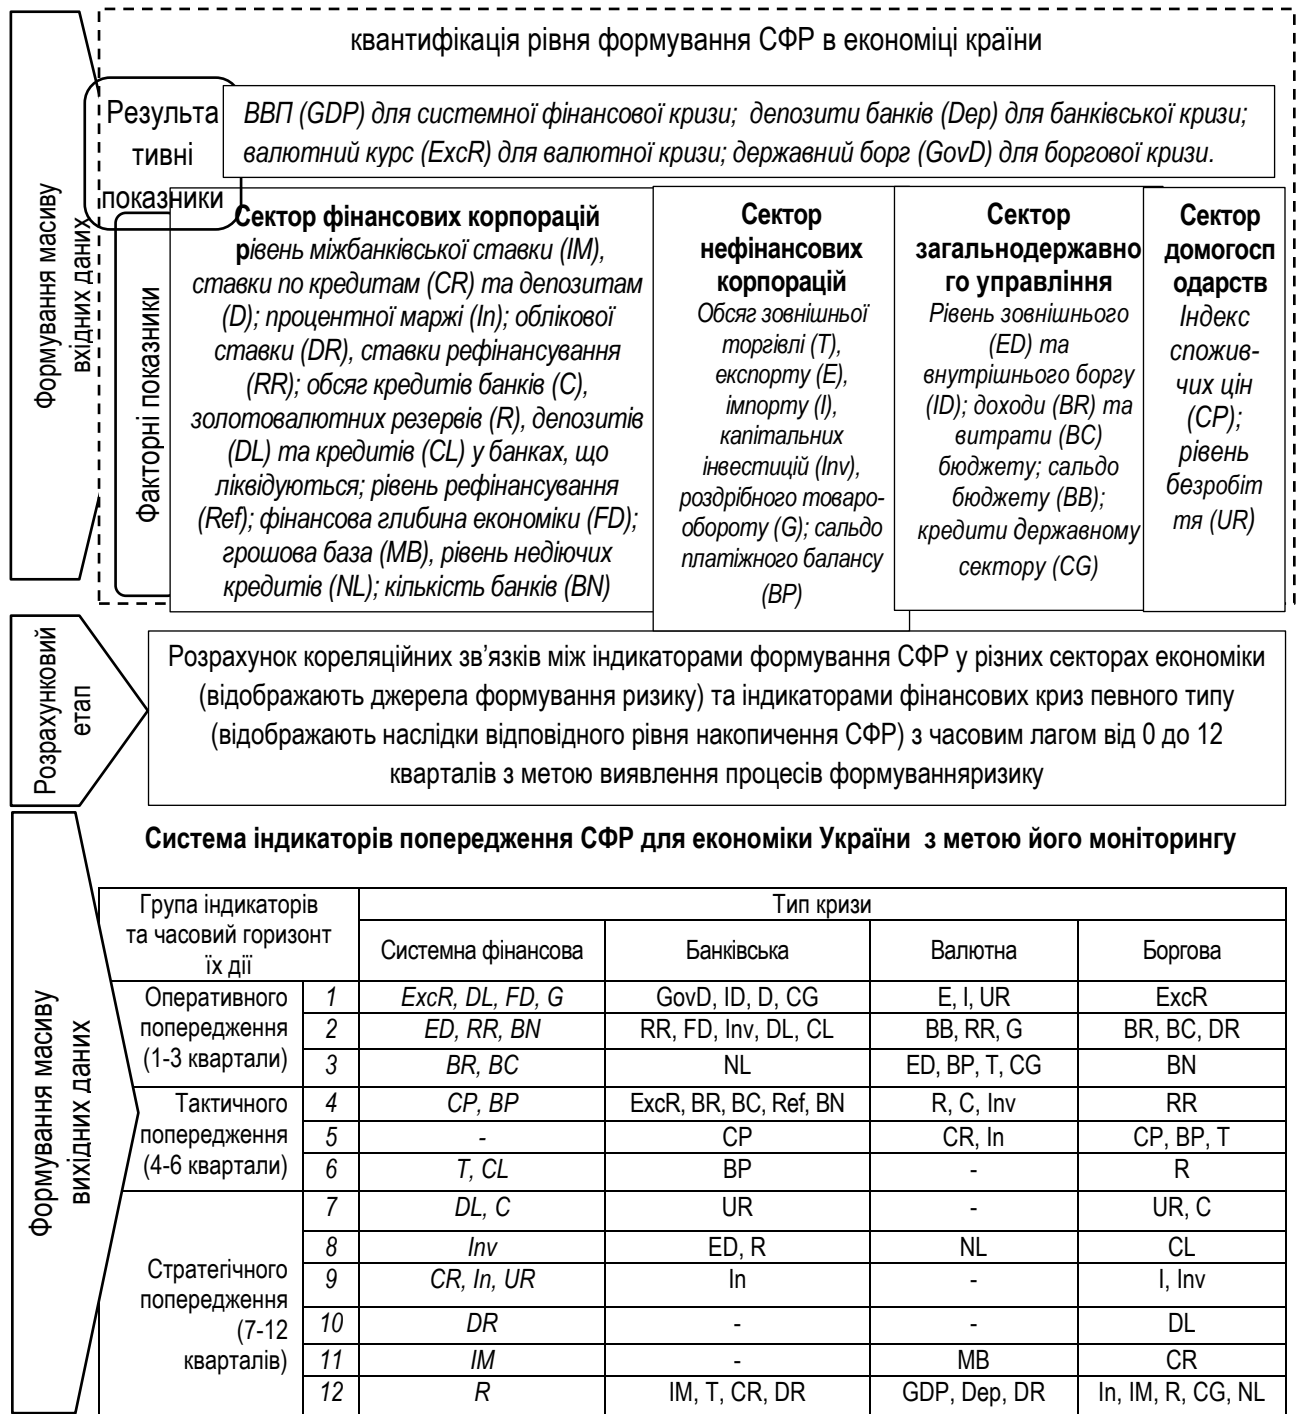 квантифікація рівня формування СФР в економіці країни
Формування масиву
вхідних даних
Результа
тивні
показники
ВВП (GDP) для системної фінансової кризи; депозити банків (Dep) для банківської кризи;
валютний курс (ExcR) для валютної кризи; державний борг (GovD) для боргової кризи.
Факторні показники
Сектор фінансових корпорацій
рівень міжбанківської ставки (IM),
ставки по кредитам (CR) та депозитам
(D); процентної маржі (In); облікової
ставки (DR), ставки рефінансування
(RR); обсяг кредитів банків (C),
золотовалютних резервів (R), депозитів
(DL) та кредитів (CL) у банках, що
ліквідуються; рівень рефінансування
(Ref); фінансова глибина економіки (FD);
грошова база (MB), рівень недіючих
кредитів (NL); кількість банків (BN)
Сектор
нефінансових
корпорацій
Обсяг зовнішньої
торгівлі (T),
експорту (E),
імпорту (I),
капітальних
інвестицій (Inv),
роздрібного товаро-
обороту (G); сальдо
платіжного балансу
(BP)
Сектор
загальнодержавно
го управління
Рівень зовнішнього
(ED) та
внутрішнього боргу
(ID); доходи (BR) та
витрати (BC)
бюджету; сальдо
бюджету (BB);
кредити державному
сектору (CG)
Сектор
домогосп
одарств
Індекс
спожив-
чих цін
(CP);
рівень
безробіт
тя (UR)
Розрахунковий
етап
Розрахунок кореляційних зв’язків між індикаторами формування СФР у різних секторах економіки
(відображають джерела формування ризику) та індикаторами фінансових криз певного типу
(відображають наслідки відповідного рівня накопичення СФР) з часовим лагом від 0 до 12
кварталів з метою виявлення процесів формуванняризику
Формування масиву
вихідних даних
Система індикаторів попередження СФР для економіки України з метою його моніторингу
Група індикаторів
та часовий горизонт
їх дії
Тип кризи
Системна фінансова Банківська Валютна Боргова
Оперативного
попередження
(1-3 квартали)
1 ExcR, DL, FD, G GovD, ID, D, CG E, I, UR ExcR
2 ED, RR, BN RR, FD, Inv, DL, CL BB, RR, G BR, BC, DR
3 BR, BC NL ED, BP, T, CG BN
Тактичного
попередження
(4-6 квартали)
4 CP, BP ExcR, BR, BC, Ref, BN R, C, Inv RR
5 - CP CR, In CP, BP, T
6 T, CL BP - R
Стратегічного
попередження
(7-12
кварталів)
7 DL, C UR - UR, C
8 Inv ED, R NL CL
9 CR, In, UR In - I, Inv
10 DR - - DL
11 IM - MB CR
12 R IM, T, CR, DR GDP, Dep, DR In, IM, R, CG, NL